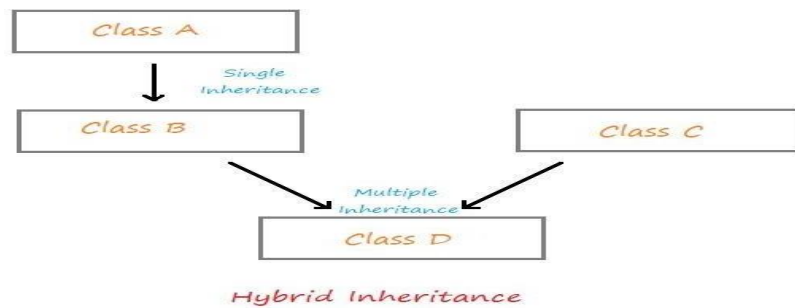 Class A
Single
Inheritance
Class B
Class C
Multiple
Inheritance
Class D
Hybrid Inheritance